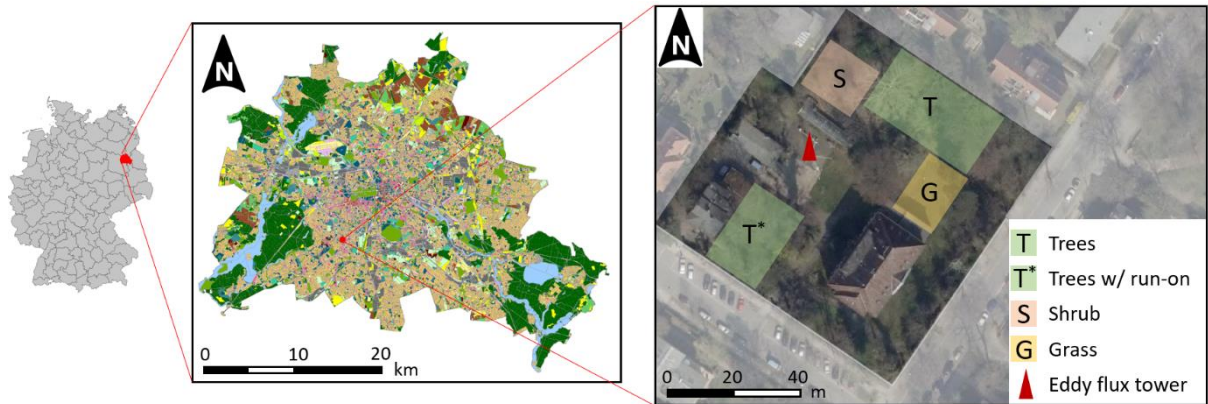 N
0 10 20
km
N
S
T
G
T*
T Trees
T* Trees w/ run-on
S Shrub
G Grass
Eddy flux tower
0 20 40
m